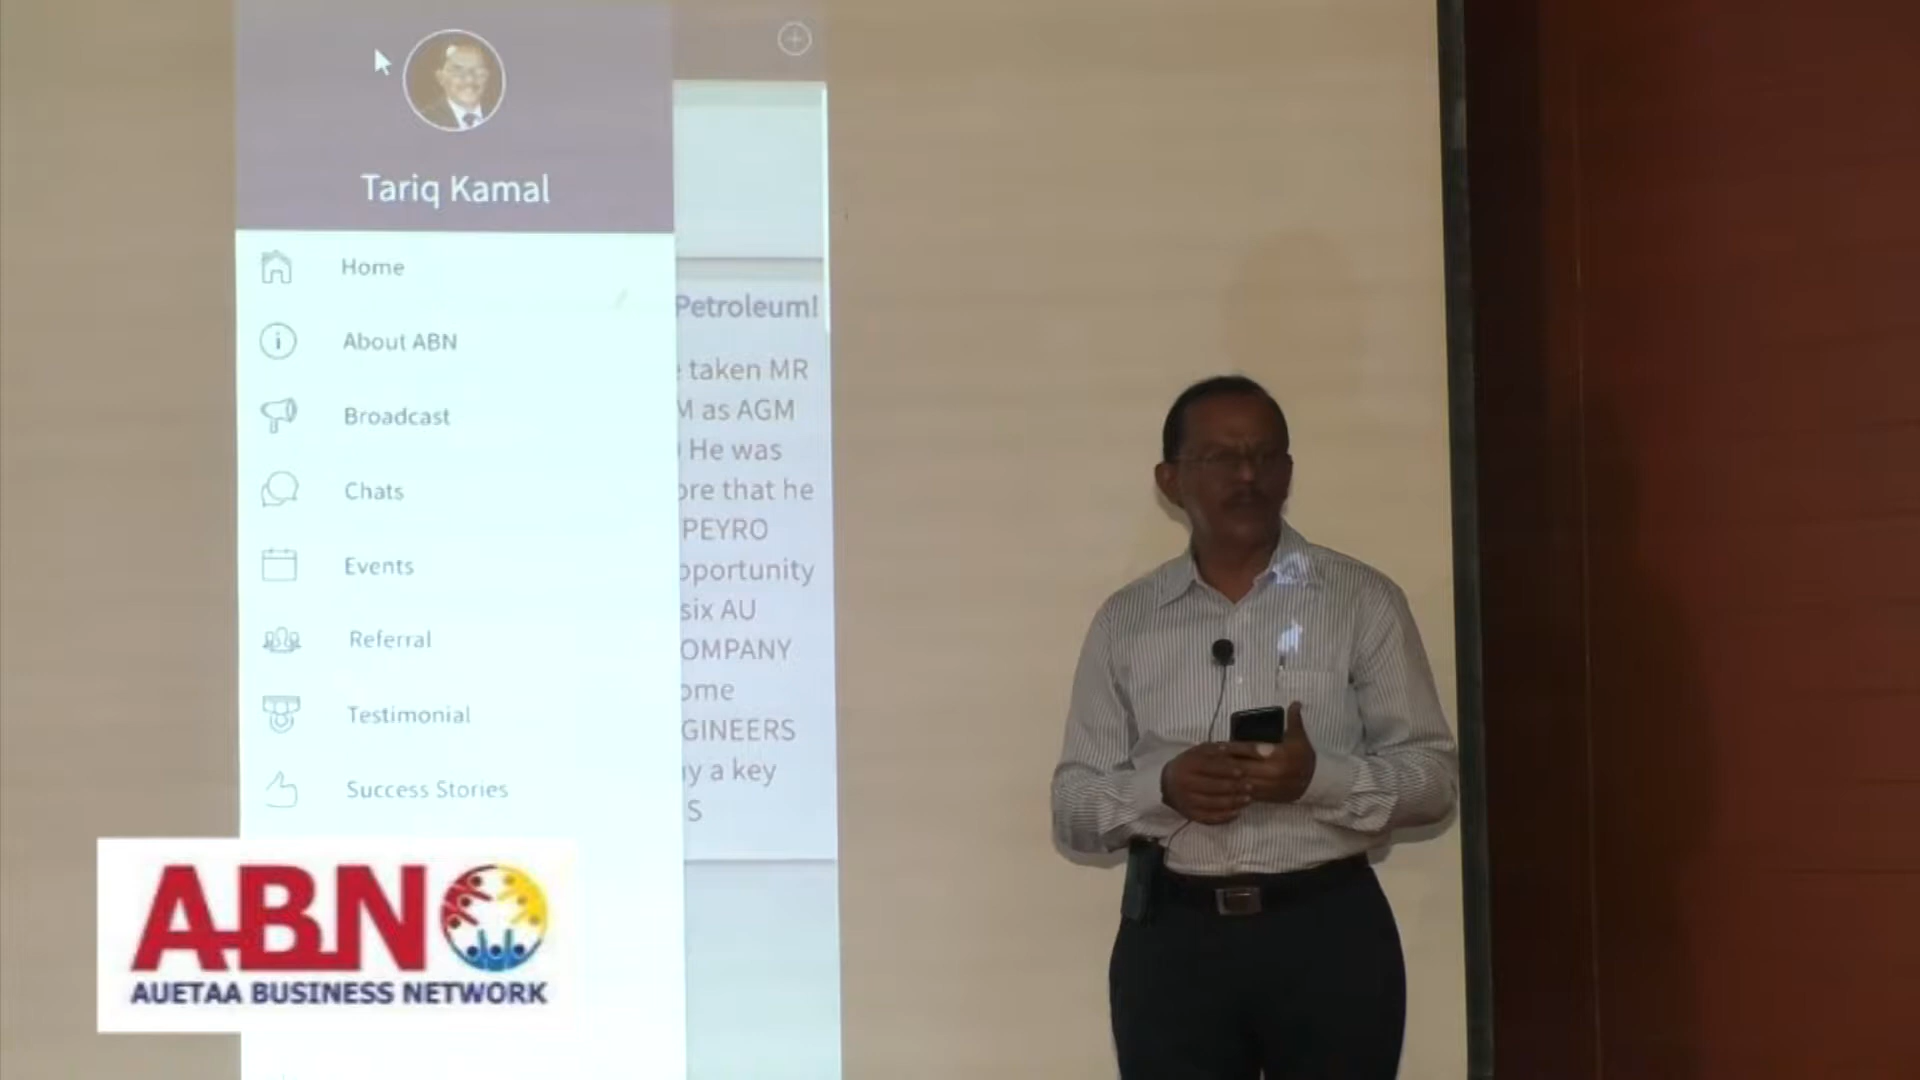 Tariq Kamal
Home
About ABN
Broadcast
Chats
Events
Referral
Testimonial
Success Stories
Petroleum!
taken MR
M as AGM
He was
ore that he
PEYRO
pportunity
six AU
OMPANY
ome
GINEERS
y a key
S
ABN
AUETAA BUSINESS NETWORK